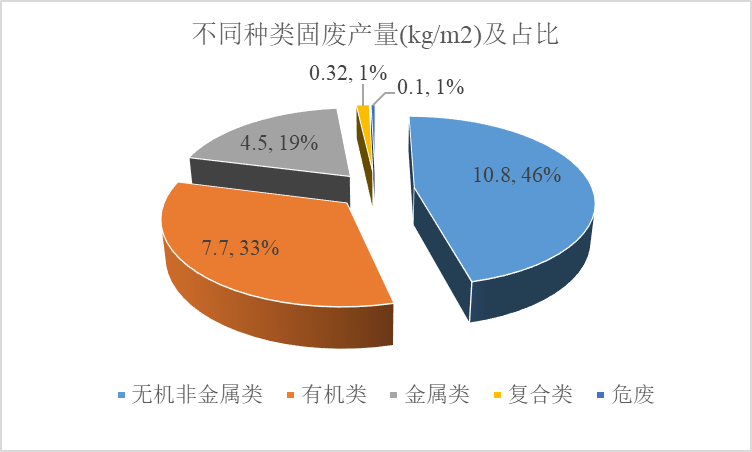 不同种类固废产量(kg/m2)及占比
0.32, 1%
0.1, 1%
4.5, 19%
10.8, 46%
7.7, 33%
无机非金属类 有机类 金属类 复合类 危废